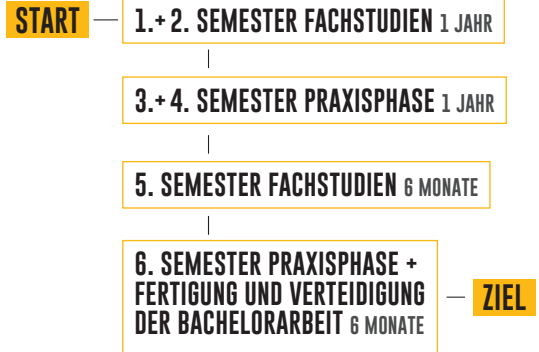 START
1.+ 2. SEMESTER FACHSTUDIEN 1 JAHR
3.+ 4. SEMESTER PRAXISPHASE 1 JAHR
5. SEMESTER FACHSTUDIEN 6 MONATE
6. SEMESTER PRAXISPHASE +
FERTIGUNG UND VERTEIDIGUNG
DER BACHELORARBEIT 6 MONATE
ZIEL